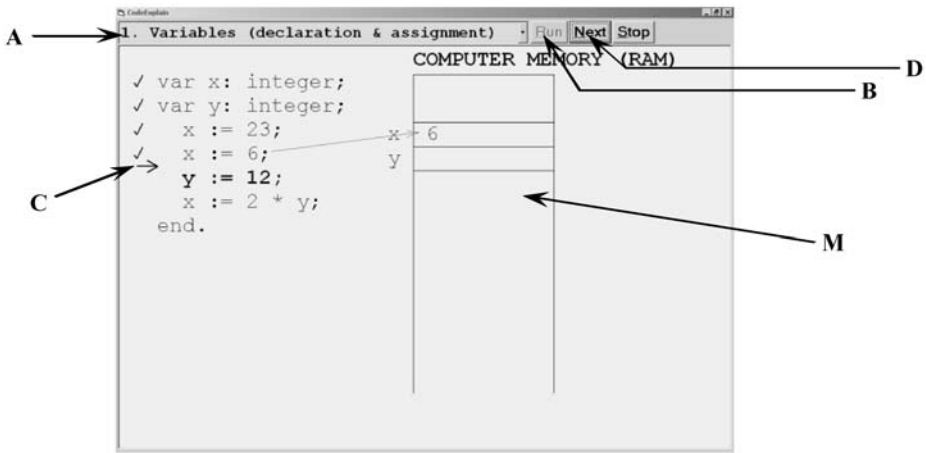 CodeExplain
A 1. Variables (declaration & assignment) Run Next Stop
COMPUTER MEMORY (RAM)
D
B
✓ var x: integer;
✓ var y: integer;
✓ x := 23;
✓ x := 6; x 6
→ y := 12; y
C x := 2 * y;
end.
M